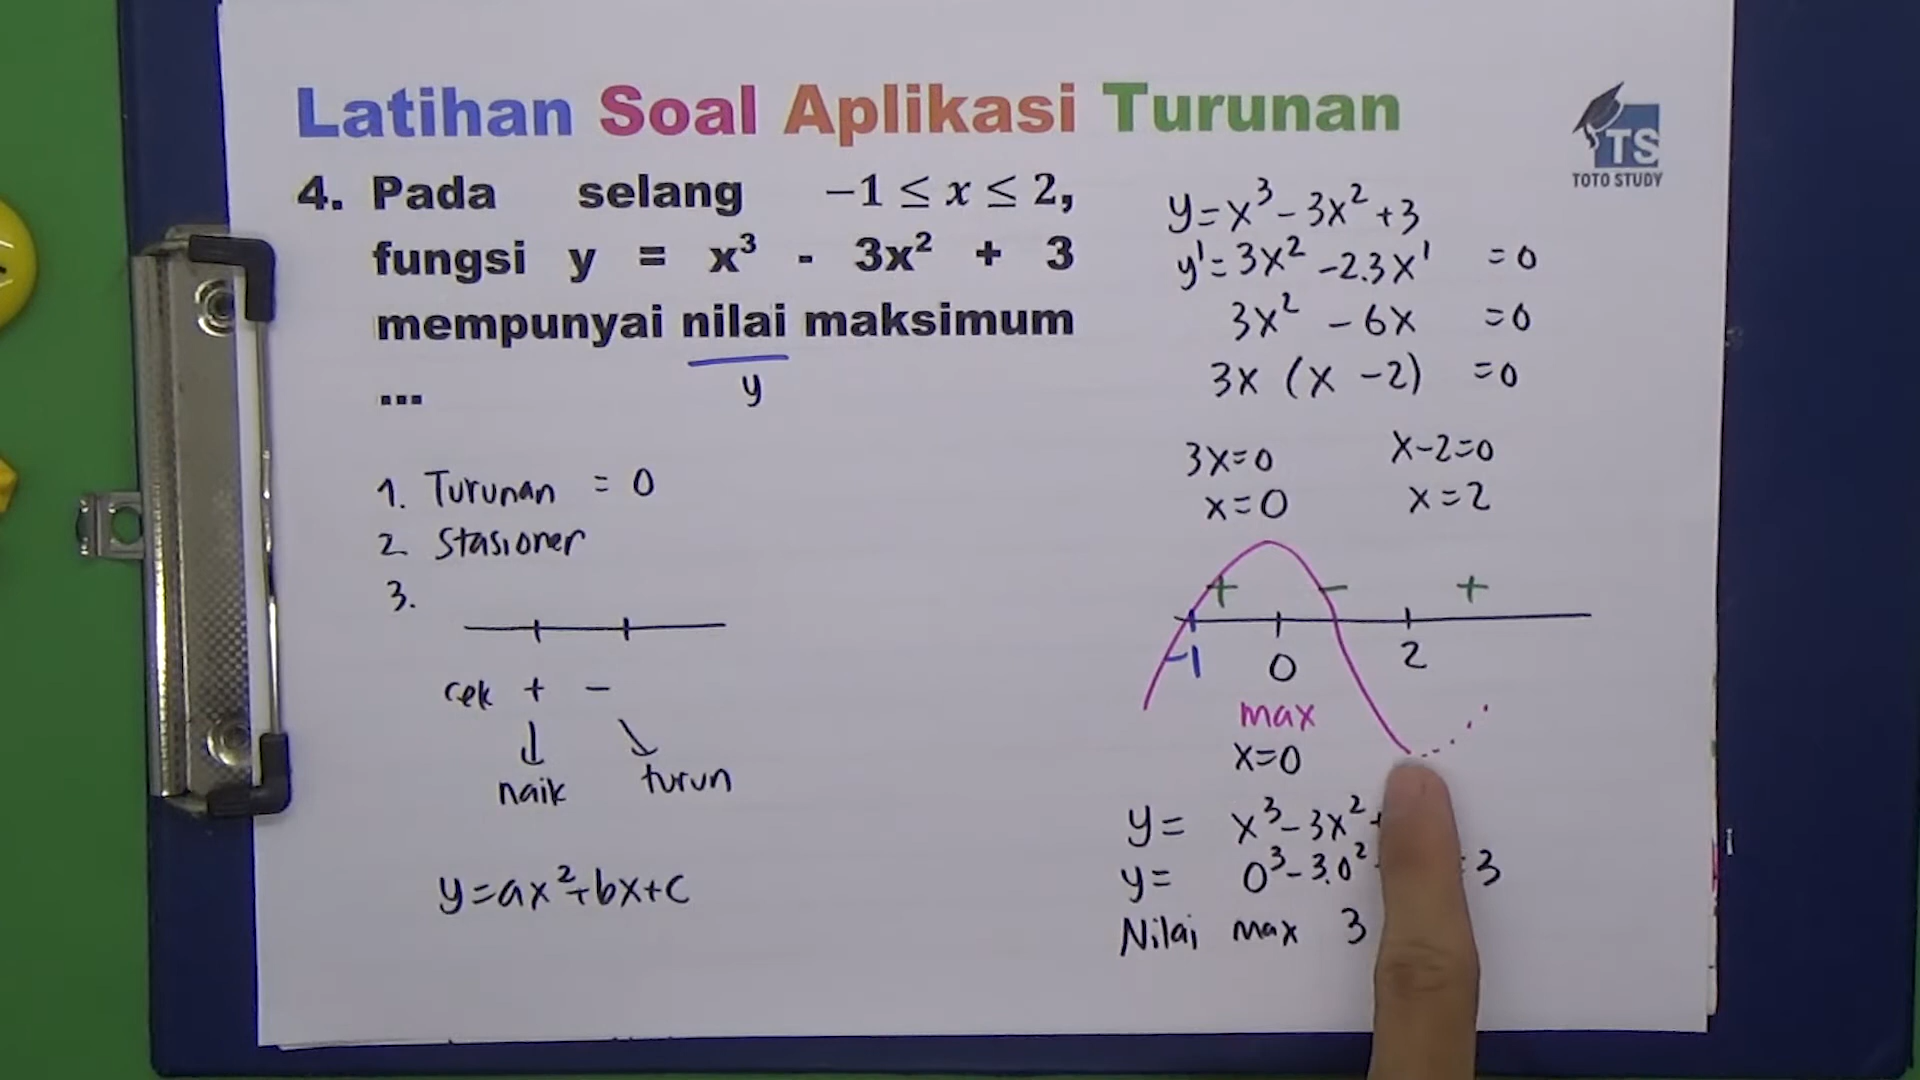 Latihan Soal Aplikasi Turunan
TS
TOTO STUDY
4. Pada selang −1 ≤ x ≤ 2,
fungsi y = x³ - 3x² + 3
mempunyai nilai maksimum
...
y
1. Turunan = 0
2. Stasioner
3.
cek + −
naik turun
y=ax²+bx+c
y=x³-3x²+3
y'=3x²-2.3x¹ =0
3x² -6x =0
3x (x -2) =0
3x=0 x-2=0
x=0 x=2
+ − +
-1 0 2
max
x=0
y= x³-3x²+
y= 0³-3.0² =3
Nilai max 3